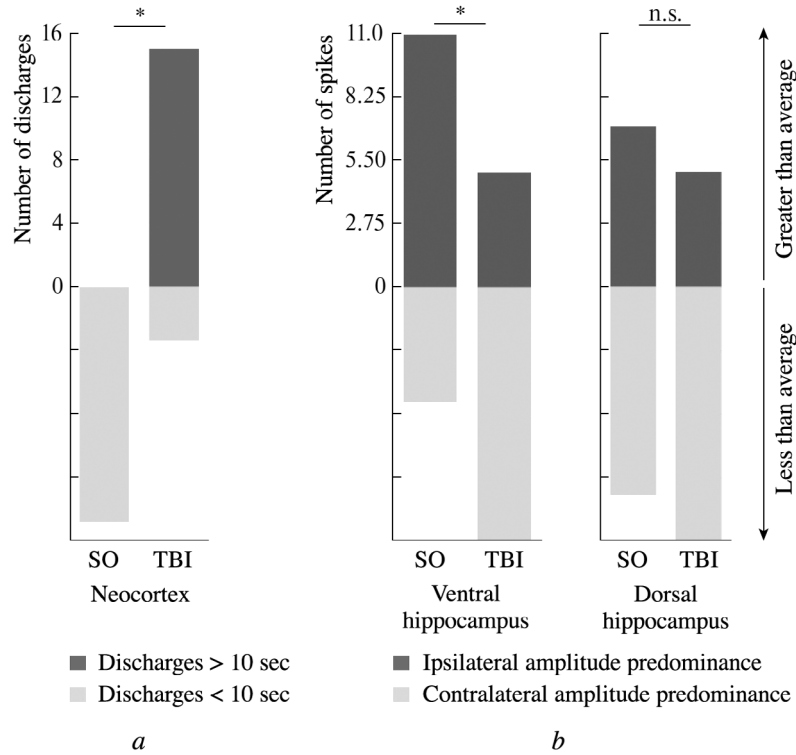 *
*
n.s.
16
12
8
4
0
Number of discharges
SO TBI
Neocortex
11.0
8.25
5.50
2.75
0
Number of spikes
SO TBI
Ventral
hippocampus
SO TBI
Dorsal
hippocampus
Greater than average
Less than average
Discharges > 10 sec
Discharges < 10 sec
Ipsilateral amplitude predominance
Contralateral amplitude predominance
a
b